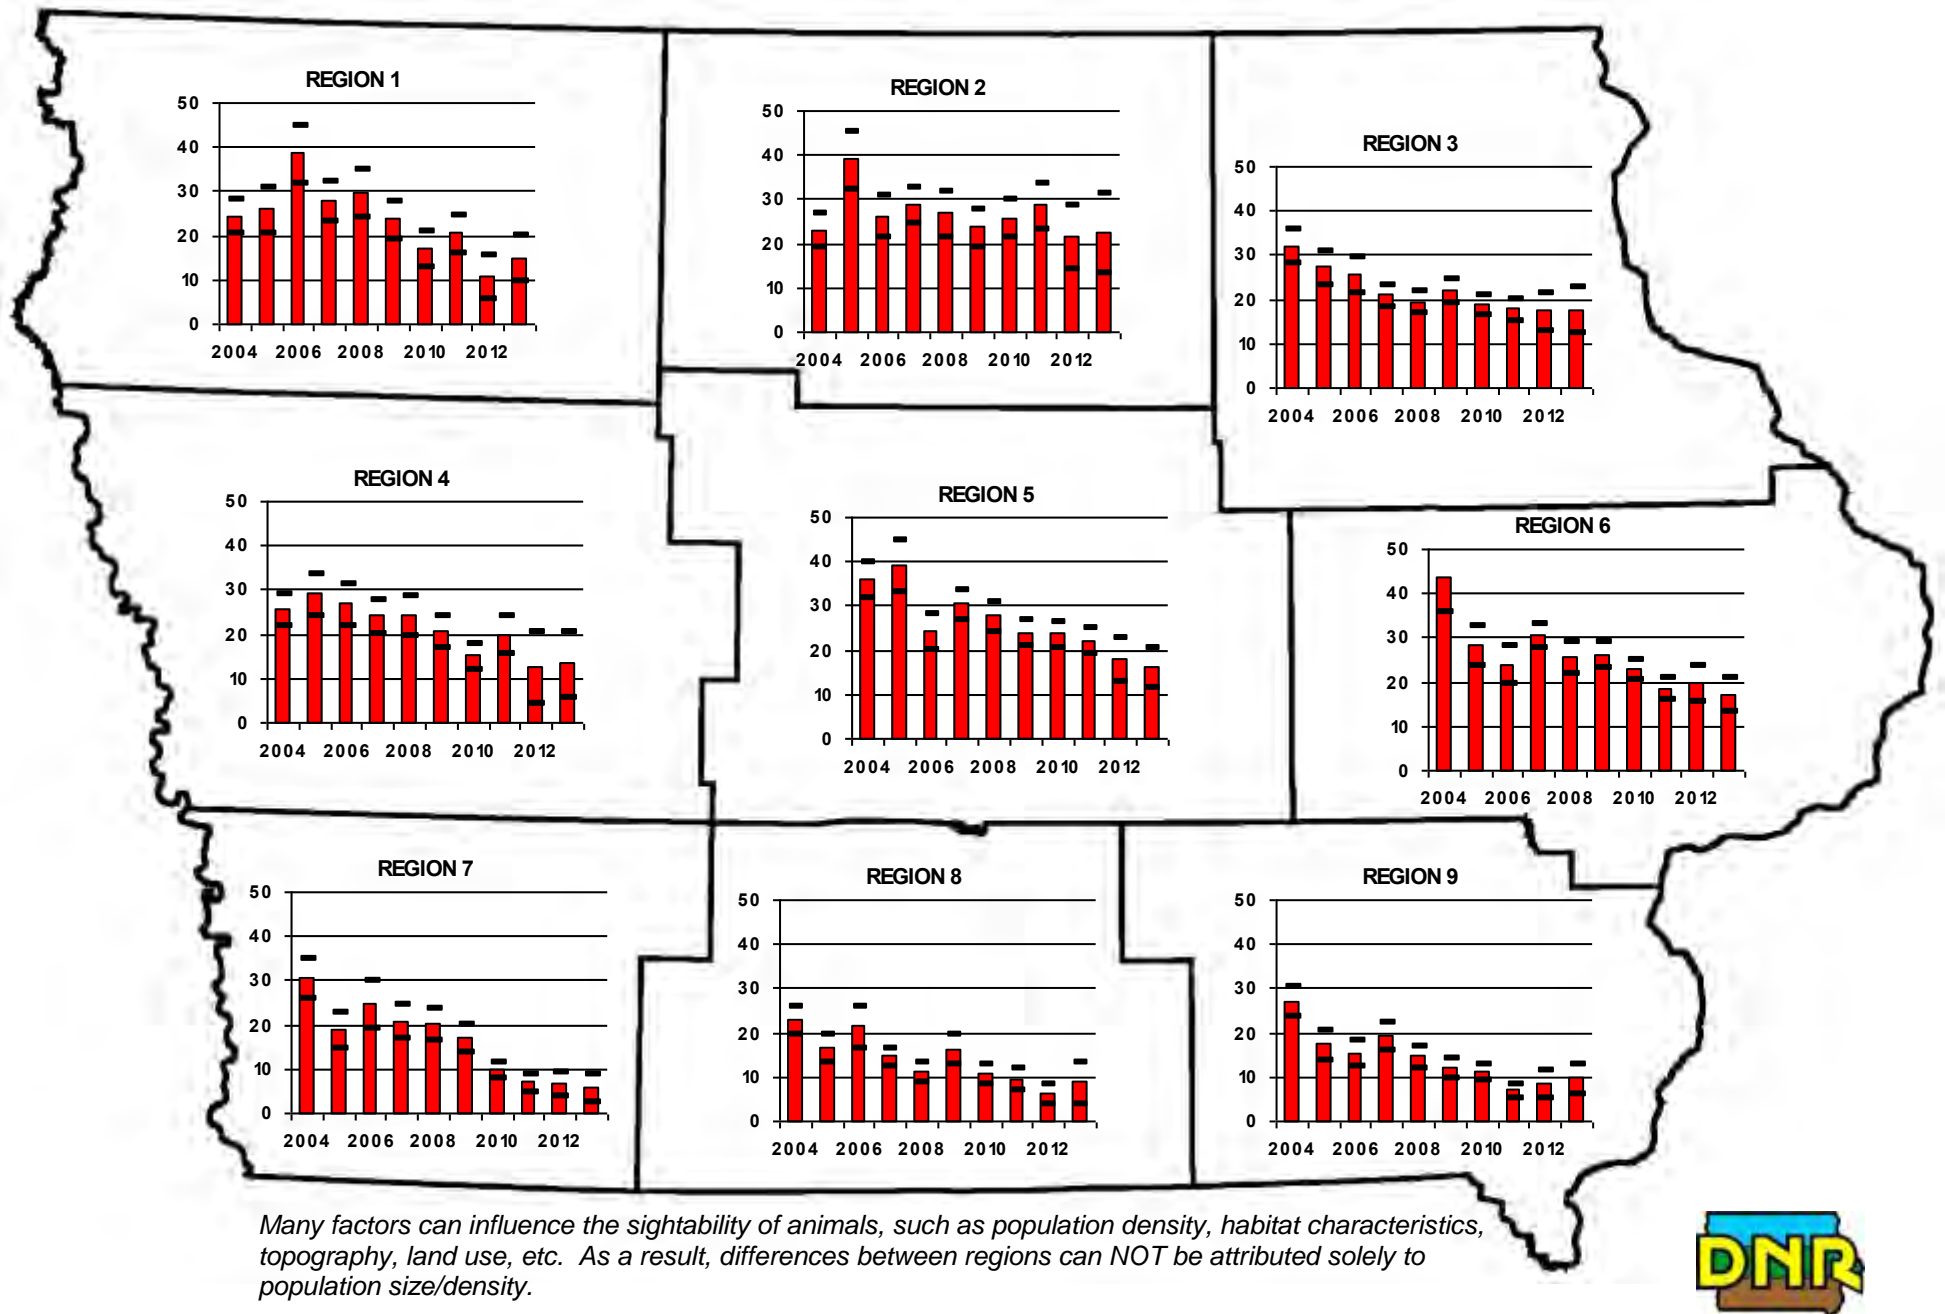 REGION 1
50
40
30
20
10
0
2004 2006 2008 2010 2012
REGION 2
50
40
30
20
10
0
2004 2006 2008 2010 2012
REGION 3
50
40
30
20
10
0
2004 2006 2008 2010 2012
REGION 4
50
40
30
20
10
0
2004 2006 2008 2010 2012
REGION 5
50
40
30
20
10
0
2004 2006 2008 2010 2012
REGION 6
50
40
30
20
10
0
2004 2006 2008 2010 2012
REGION 7
50
40
30
20
10
0
2004 2006 2008 2010 2012
REGION 8
50
40
30
20
10
0
2004 2006 2008 2010 2012
REGION 9
50
40
30
20
10
0
2004 2006 2008 2010 2012
Many factors can influence the sightability of animals, such as population density, habitat characteristics,
topography, land use, etc. As a result, differences between regions can NOT be attributed solely to
population size/density.
DNR